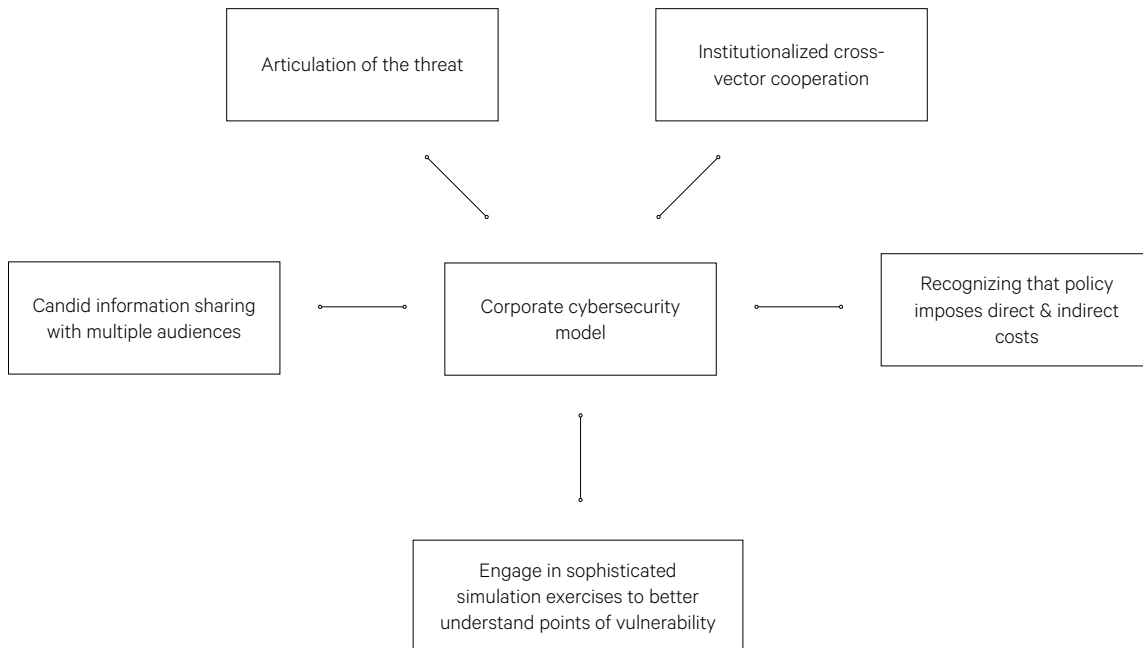 Articulation of the threat
Institutionalized cross-
vector cooperation
Candid information sharing
with multiple audiences
Corporate cybersecurity
model
Recognizing that policy
imposes direct & indirect
costs
Engage in sophisticated
simulation exercises to better
understand points of vulnerability